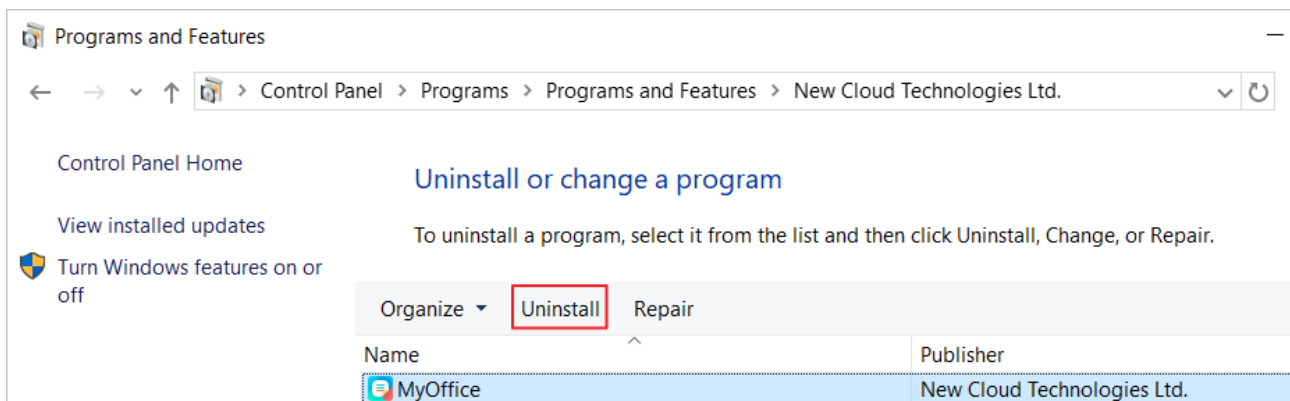 Programs and Features
Control Panel > Programs > Programs and Features > New Cloud Technologies Ltd.
Control Panel Home
View installed updates
Turn Windows features on or
off
Uninstall or change a program
To uninstall a program, select it from the list and then click Uninstall, Change, or Repair.
Organize Uninstall Repair
Name Publisher
MyOffice New Cloud Technologies Ltd.